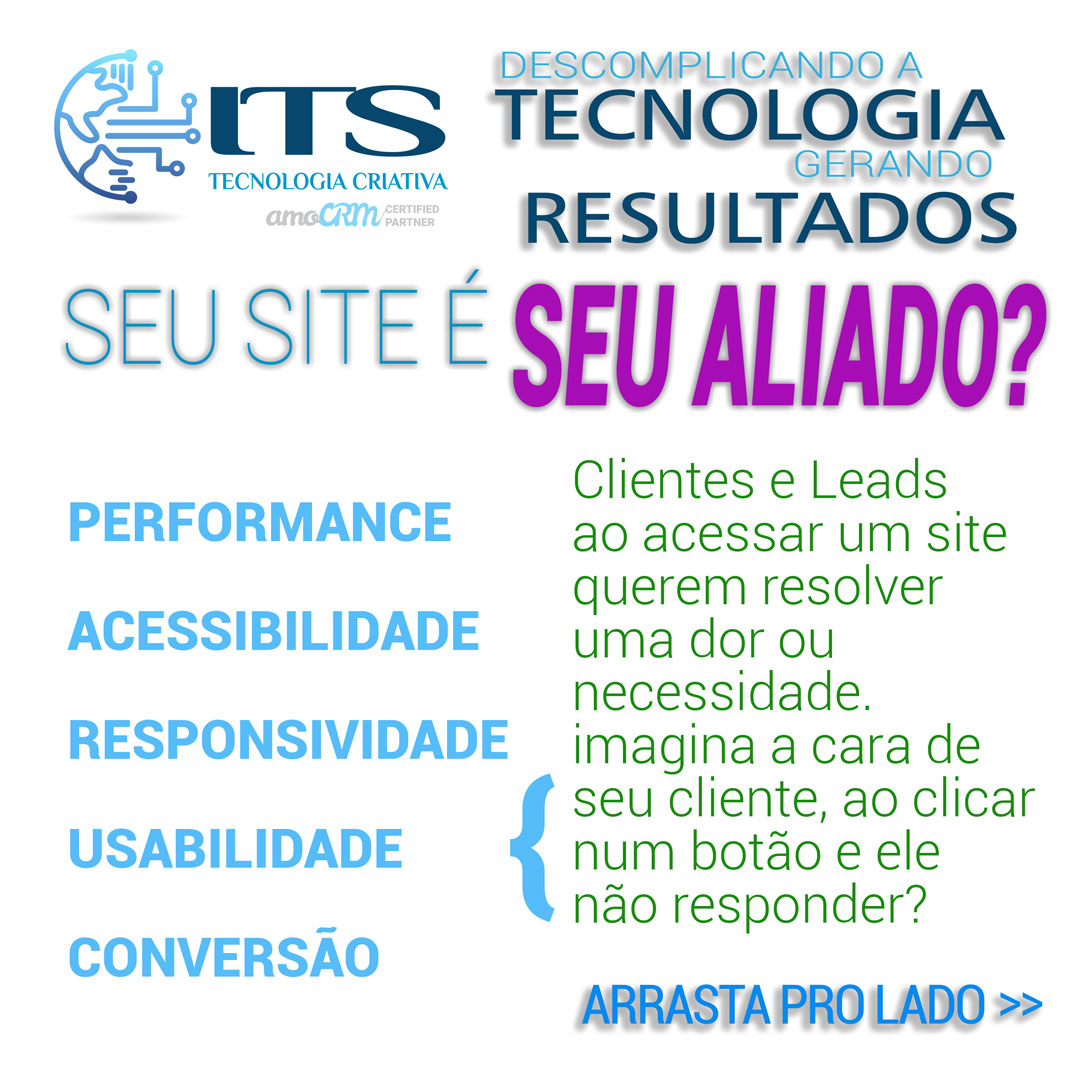 ITS
TECNOLOGIA CRIATIVA
amoCRM CERTIFIED
PARTNER
DESCOMPLICANDO A
TECNOLOGIA
GERANDO
RESULTADOS
SEU SITE É SEU ALIADO?
PERFORMANCE
ACESSIBILIDADE
RESPONSIVIDADE
USABILIDADE
CONVERSÃO
{
Clientes e Leads
ao acessar um site
querem resolver
uma dor ou
necessidade.
imagina a cara de
seu cliente, ao clicar
num botão e ele
não responder?
ARRASTA PRO LADO >>